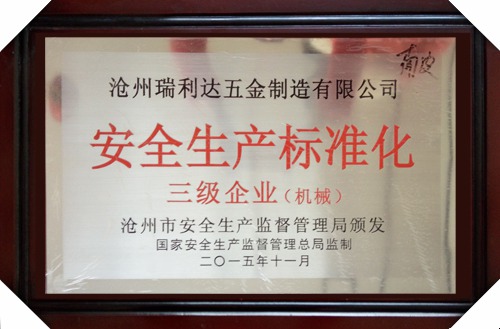 南皮
沧州瑞利达五金制造有限公司
安全生产标准化
三级企业（机械）
沧州市安全生产监督管理局颁发
国家安全生产监督管理总局监制
二〇一五年十一月